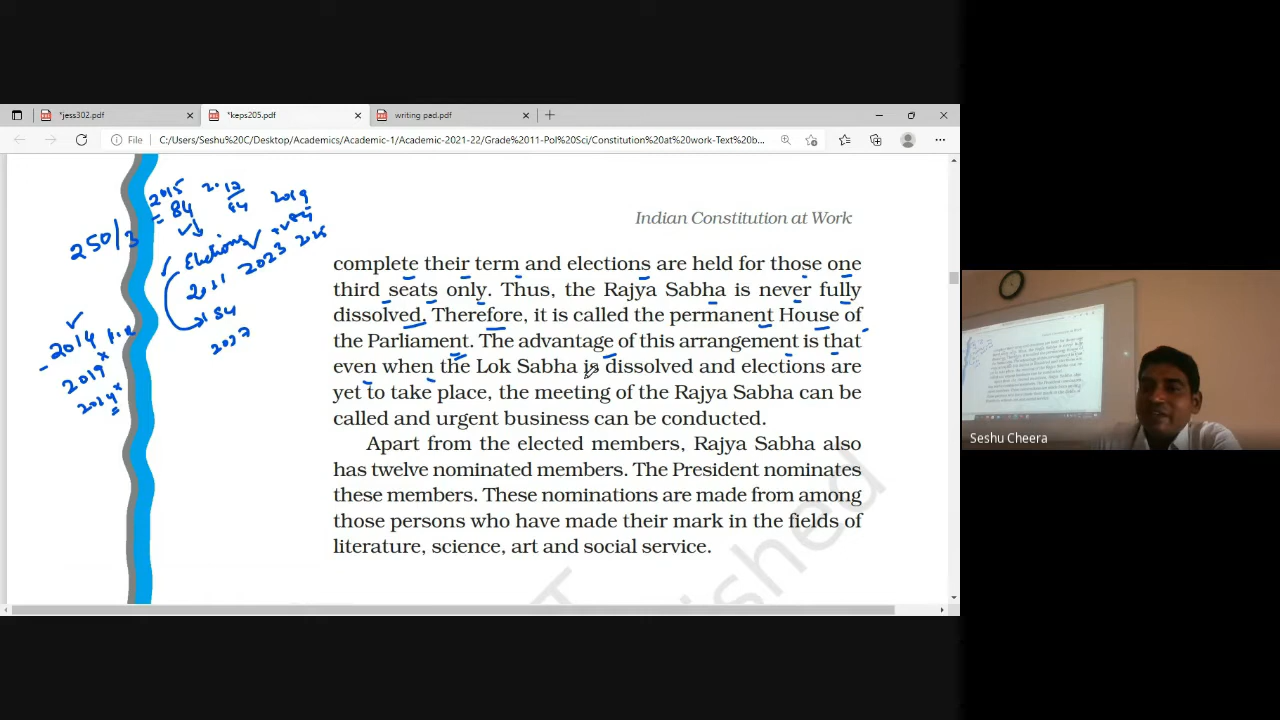 *jess302.pdf
*keps205.pdf
writing pad.pdf
File
C:/Users/Seshu%20C/Desktop/Academics/Academic-1/Academic-2021-22/Grade%2011-Pol%20Sci/Constitution%20at%20work-Text%20b...
2015 2017 2019
= 84 84 84
250/3
Elections
2023
184
2027
2014
2019
Indian Constitution at Work
complete their term and elections are held for those one
third seats only. Thus, the Rajya Sabha is never fully
dissolved. Therefore, it is called the permanent House of
the Parliament. The advantage of this arrangement is that
even when the Lok Sabha is dissolved and elections are
yet to take place, the meeting of the Rajya Sabha can be
called and urgent business can be conducted.
Apart from the elected members, Rajya Sabha also
has twelve nominated members. The President nominates
these members. These nominations are made from among
those persons who have made their mark in the fields of
literature, science, art and social service.
Seshu Cheera